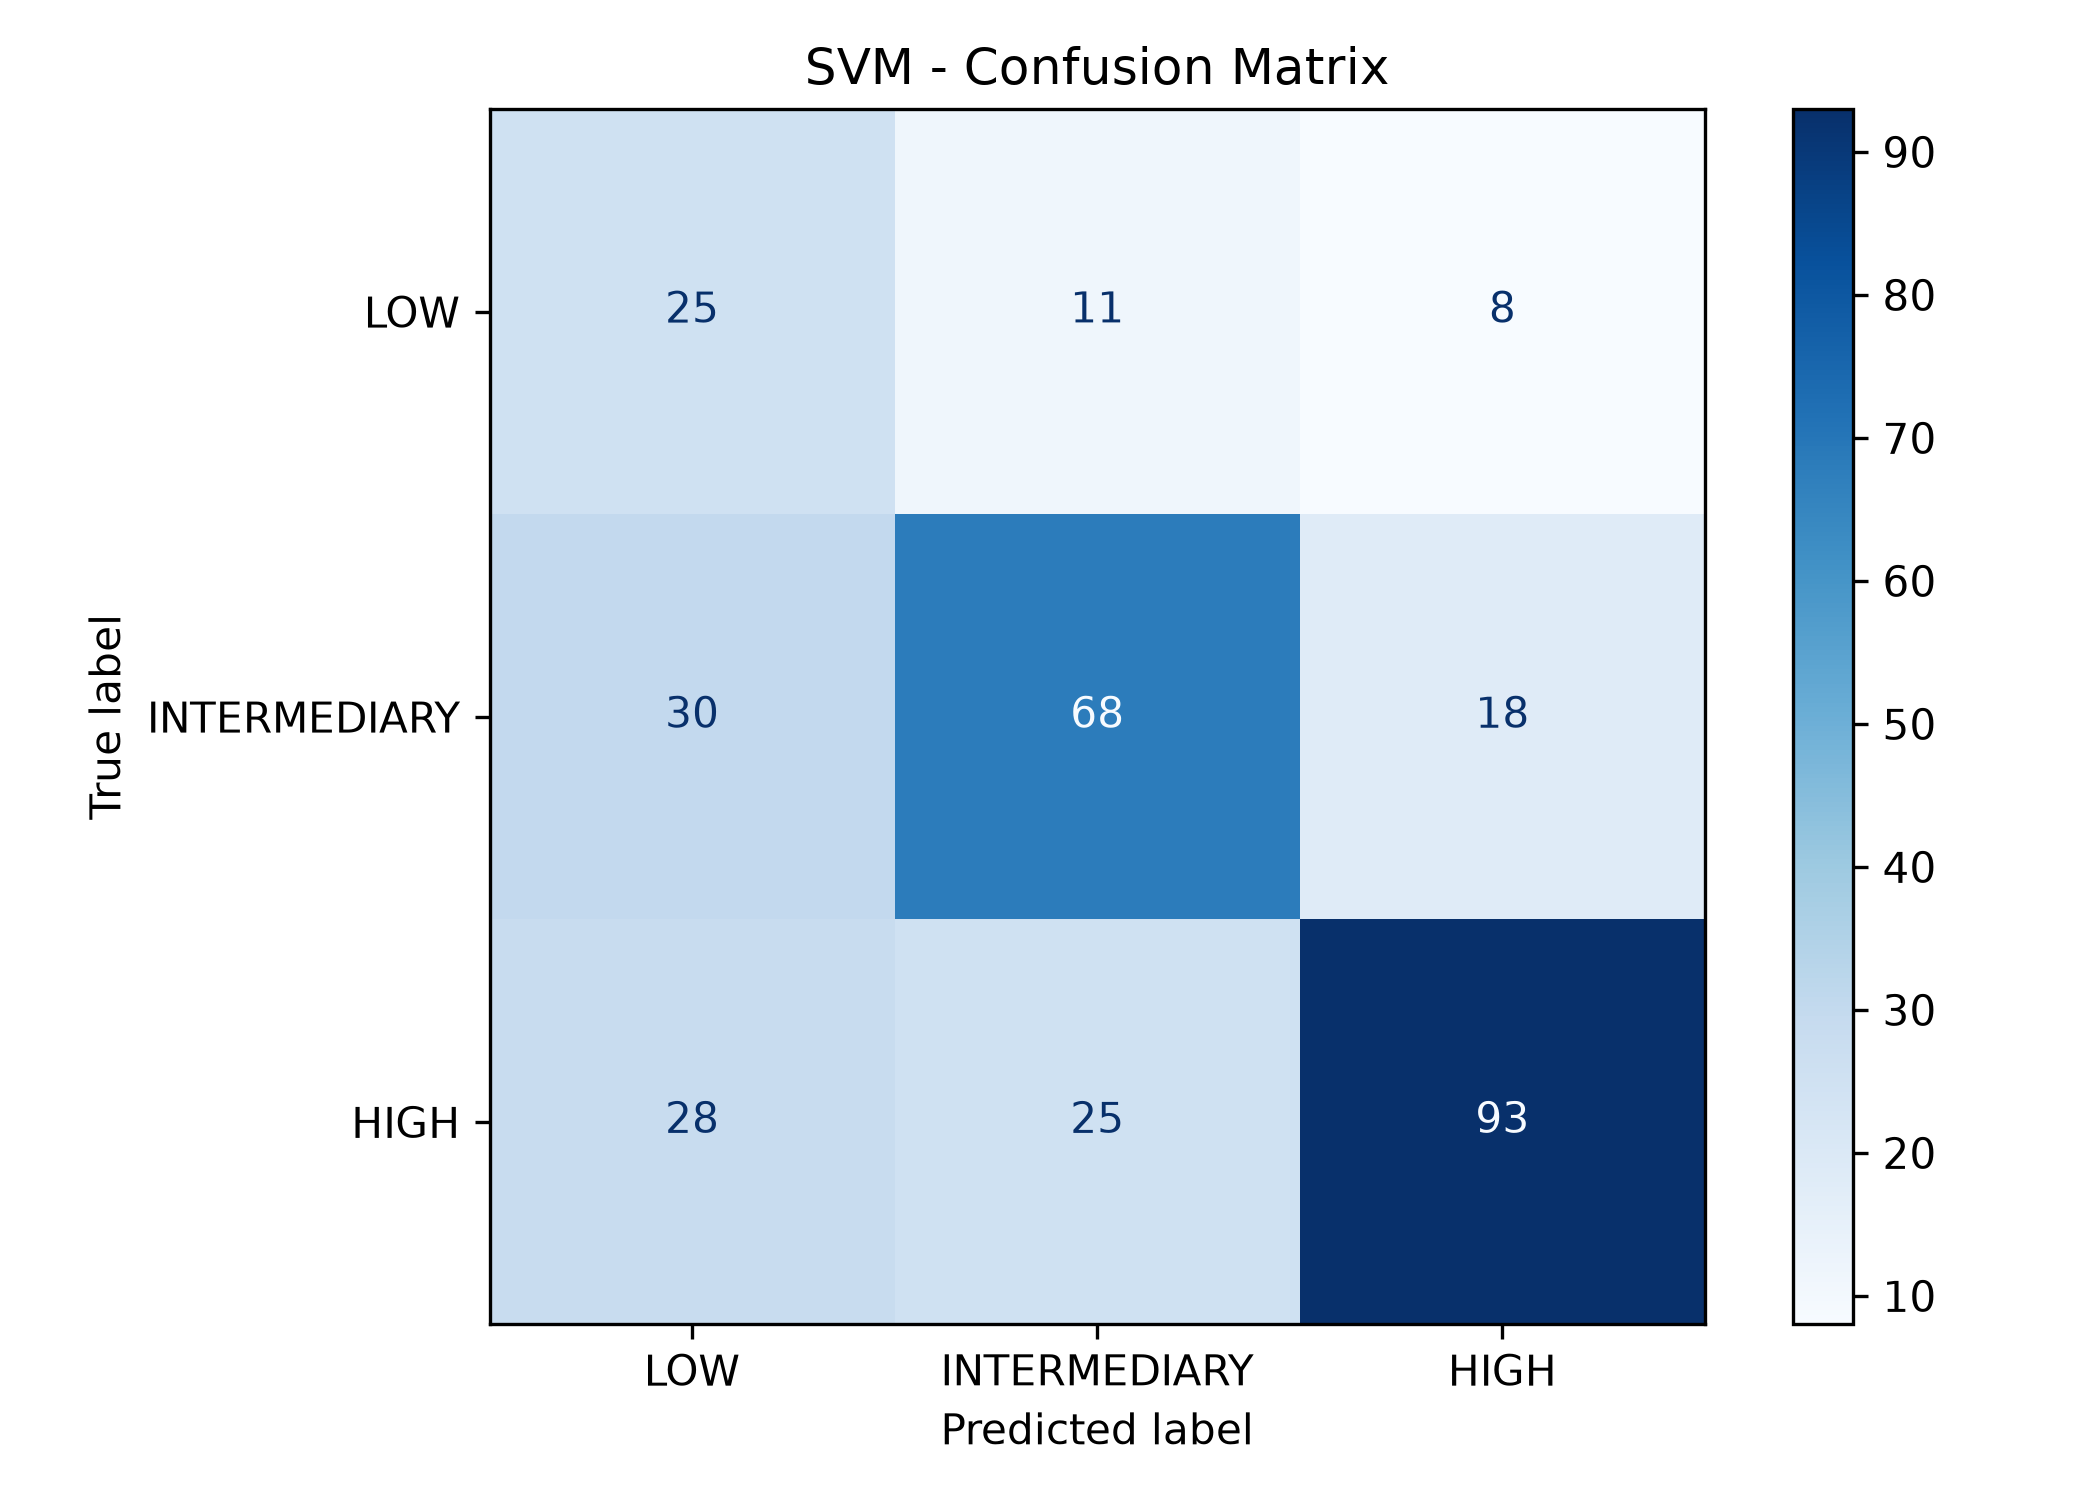 SVM - Confusion Matrix
True label
LOW
25 11 8
INTERMEDIARY
30 68 18
HIGH
28 25 93
LOW INTERMEDIARY HIGH
Predicted label
90
80
70
60
50
40
30
20
10